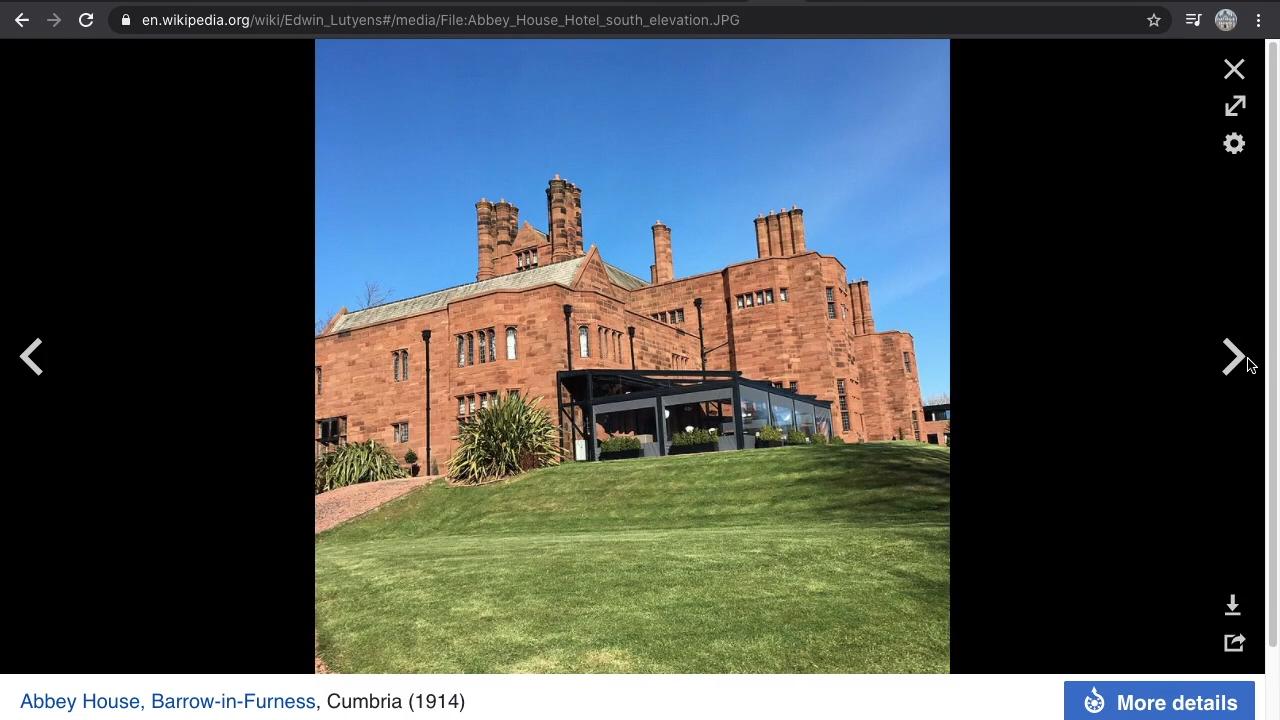 en.wikipedia.org/wiki/Edwin_Lutyens#/media/File:Abbey_House_Hotel_south_elevation.JPG
Abbey House, Barrow-in-Furness, Cumbria (1914)
More details